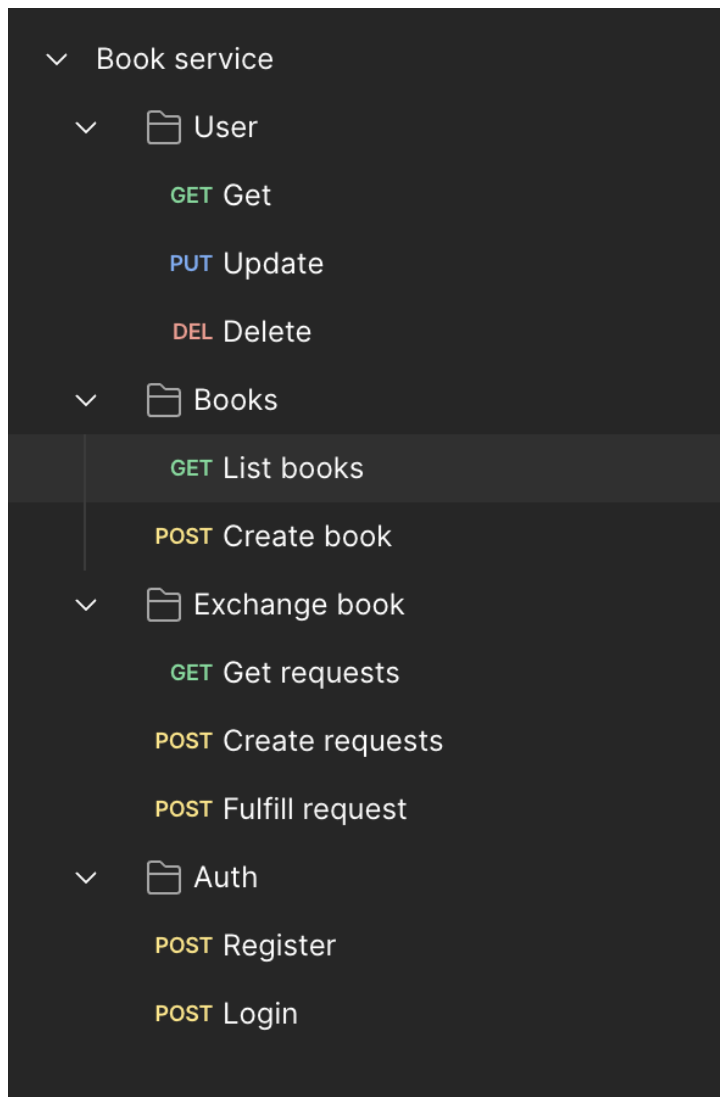 Book service
User
GET Get
PUT Update
DEL Delete
Books
GET List books
POST Create book
Exchange book
GET Get requests
POST Create requests
POST Fulfill request
Auth
POST Register
POST Login